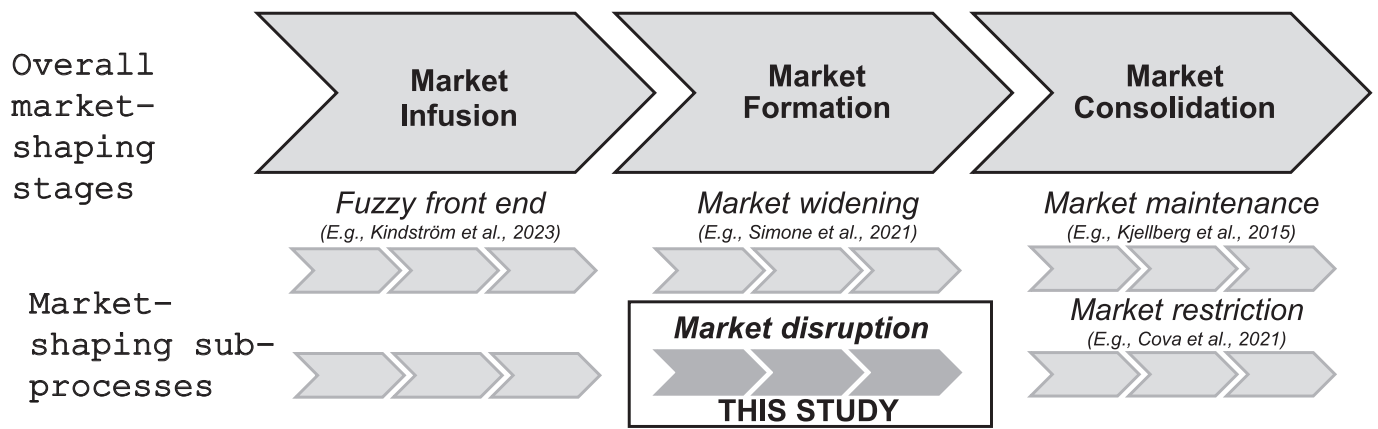 Overall
market-
shaping
stages
Market
Infusion
Market
Formation
Market
Consolidation
Fuzzy front end
(E.g., Kindström et al., 2023)
Market widening
(E.g., Simone et al., 2021)
Market maintenance
(E.g., Kjellberg et al., 2015)
Market-
shaping sub-
processes
Market disruption
THIS STUDY
Market restriction
(E.g., Cova et al., 2021)